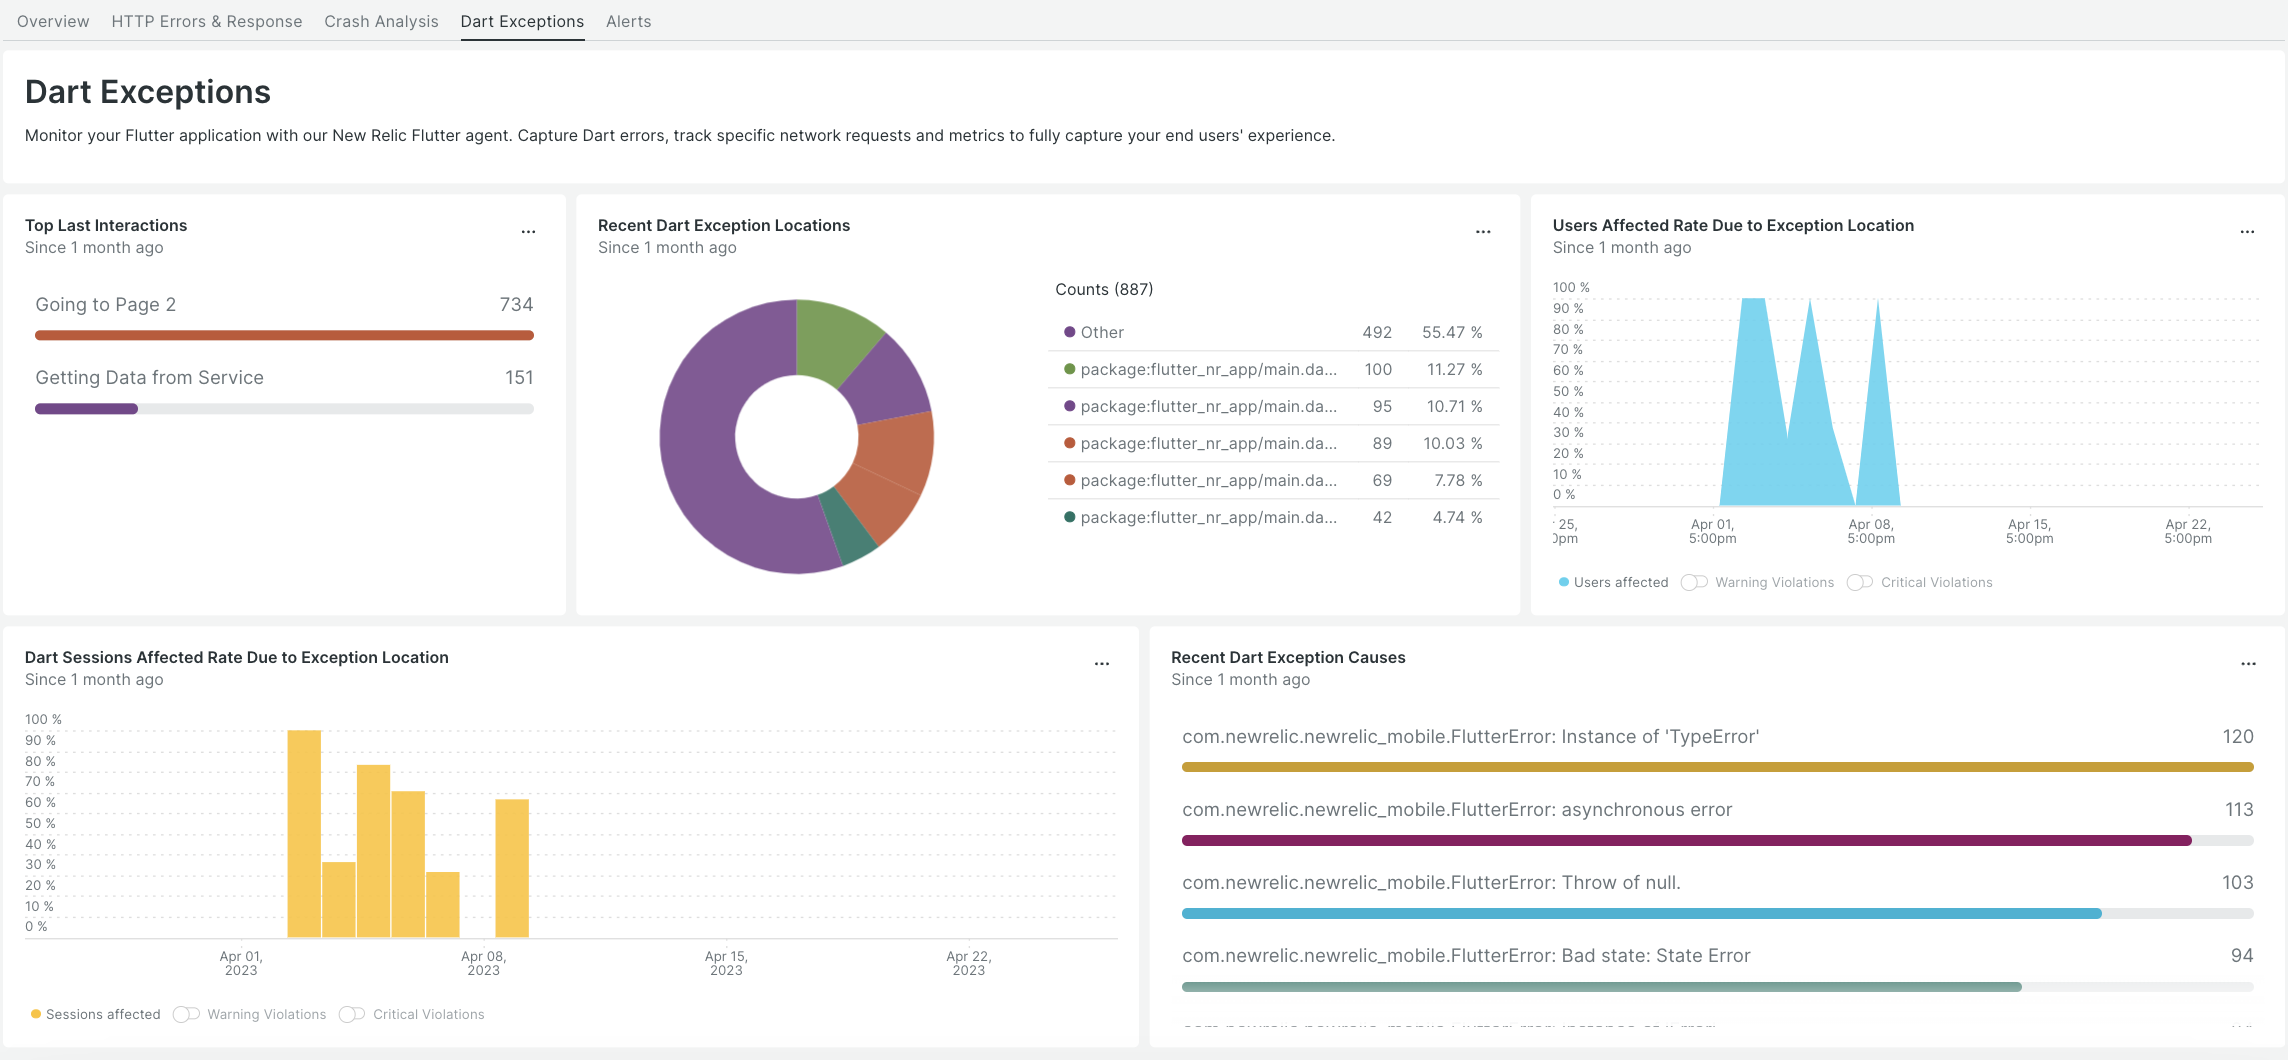 Overview HTTP Errors & Response Crash Analysis Dart Exceptions Alerts
Dart Exceptions
Monitor your Flutter application with our New Relic Flutter agent. Capture Dart errors, track specific network requests and metrics to fully capture your end users' experience.
Top Last Interactions
Since 1 month ago
...
Going to Page 2 734
Getting Data from Service 151
Recent Dart Exception Locations
Since 1 month ago
...
Counts (887)
Other 492 55.47 %
package:flutter_nr_app/main.da... 100 11.27 %
package:flutter_nr_app/main.da... 95 10.71 %
package:flutter_nr_app/main.da... 89 10.03 %
package:flutter_nr_app/main.da... 69 7.78 %
package:flutter_nr_app/main.da... 42 4.74 %
Users Affected Rate Due to Exception Location
Since 1 month ago
...
100 %
90 %
80 %
70 %
60 %
50 %
40 %
30 %
20 %
10 %
0 %
25, Apr 01, Apr 08, Apr 15, Apr 22,
pm 5:00pm 5:00pm 5:00pm 5:00pm
Users affected Warning Violations Critical Violations
Dart Sessions Affected Rate Due to Exception Location
Since 1 month ago
...
100 %
90 %
80 %
70 %
60 %
50 %
40 %
30 %
20 %
10 %
0 %
Apr 01, Apr 08, Apr 15, Apr 22,
2023 2023 2023 2023
Sessions affected Warning Violations Critical Violations
Recent Dart Exception Causes
Since 1 month ago
...
com.newrelic.newrelic_mobile.FlutterError: Instance of 'TypeError' 120
com.newrelic.newrelic_mobile.FlutterError: asynchronous error 113
com.newrelic.newrelic_mobile.FlutterError: Throw of null. 103
com.newrelic.newrelic_mobile.FlutterError: Bad state: State Error 94